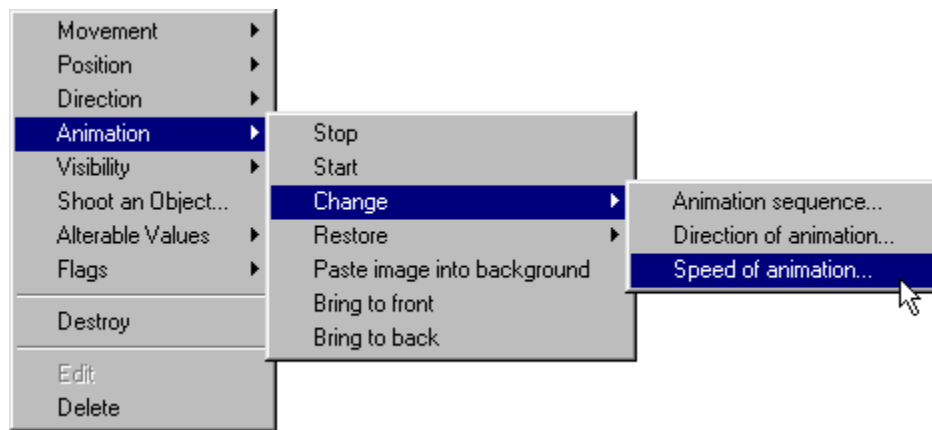 Movement
Position
Direction
Animation
Visibility
Shoot an Object...
Alterable Values
Flags
Destroy
Edit
Delete
Stop
Start
Change
Restore
Paste image into background
Bring to front
Bring to back
Animation sequence...
Direction of animation...
Speed of animation...